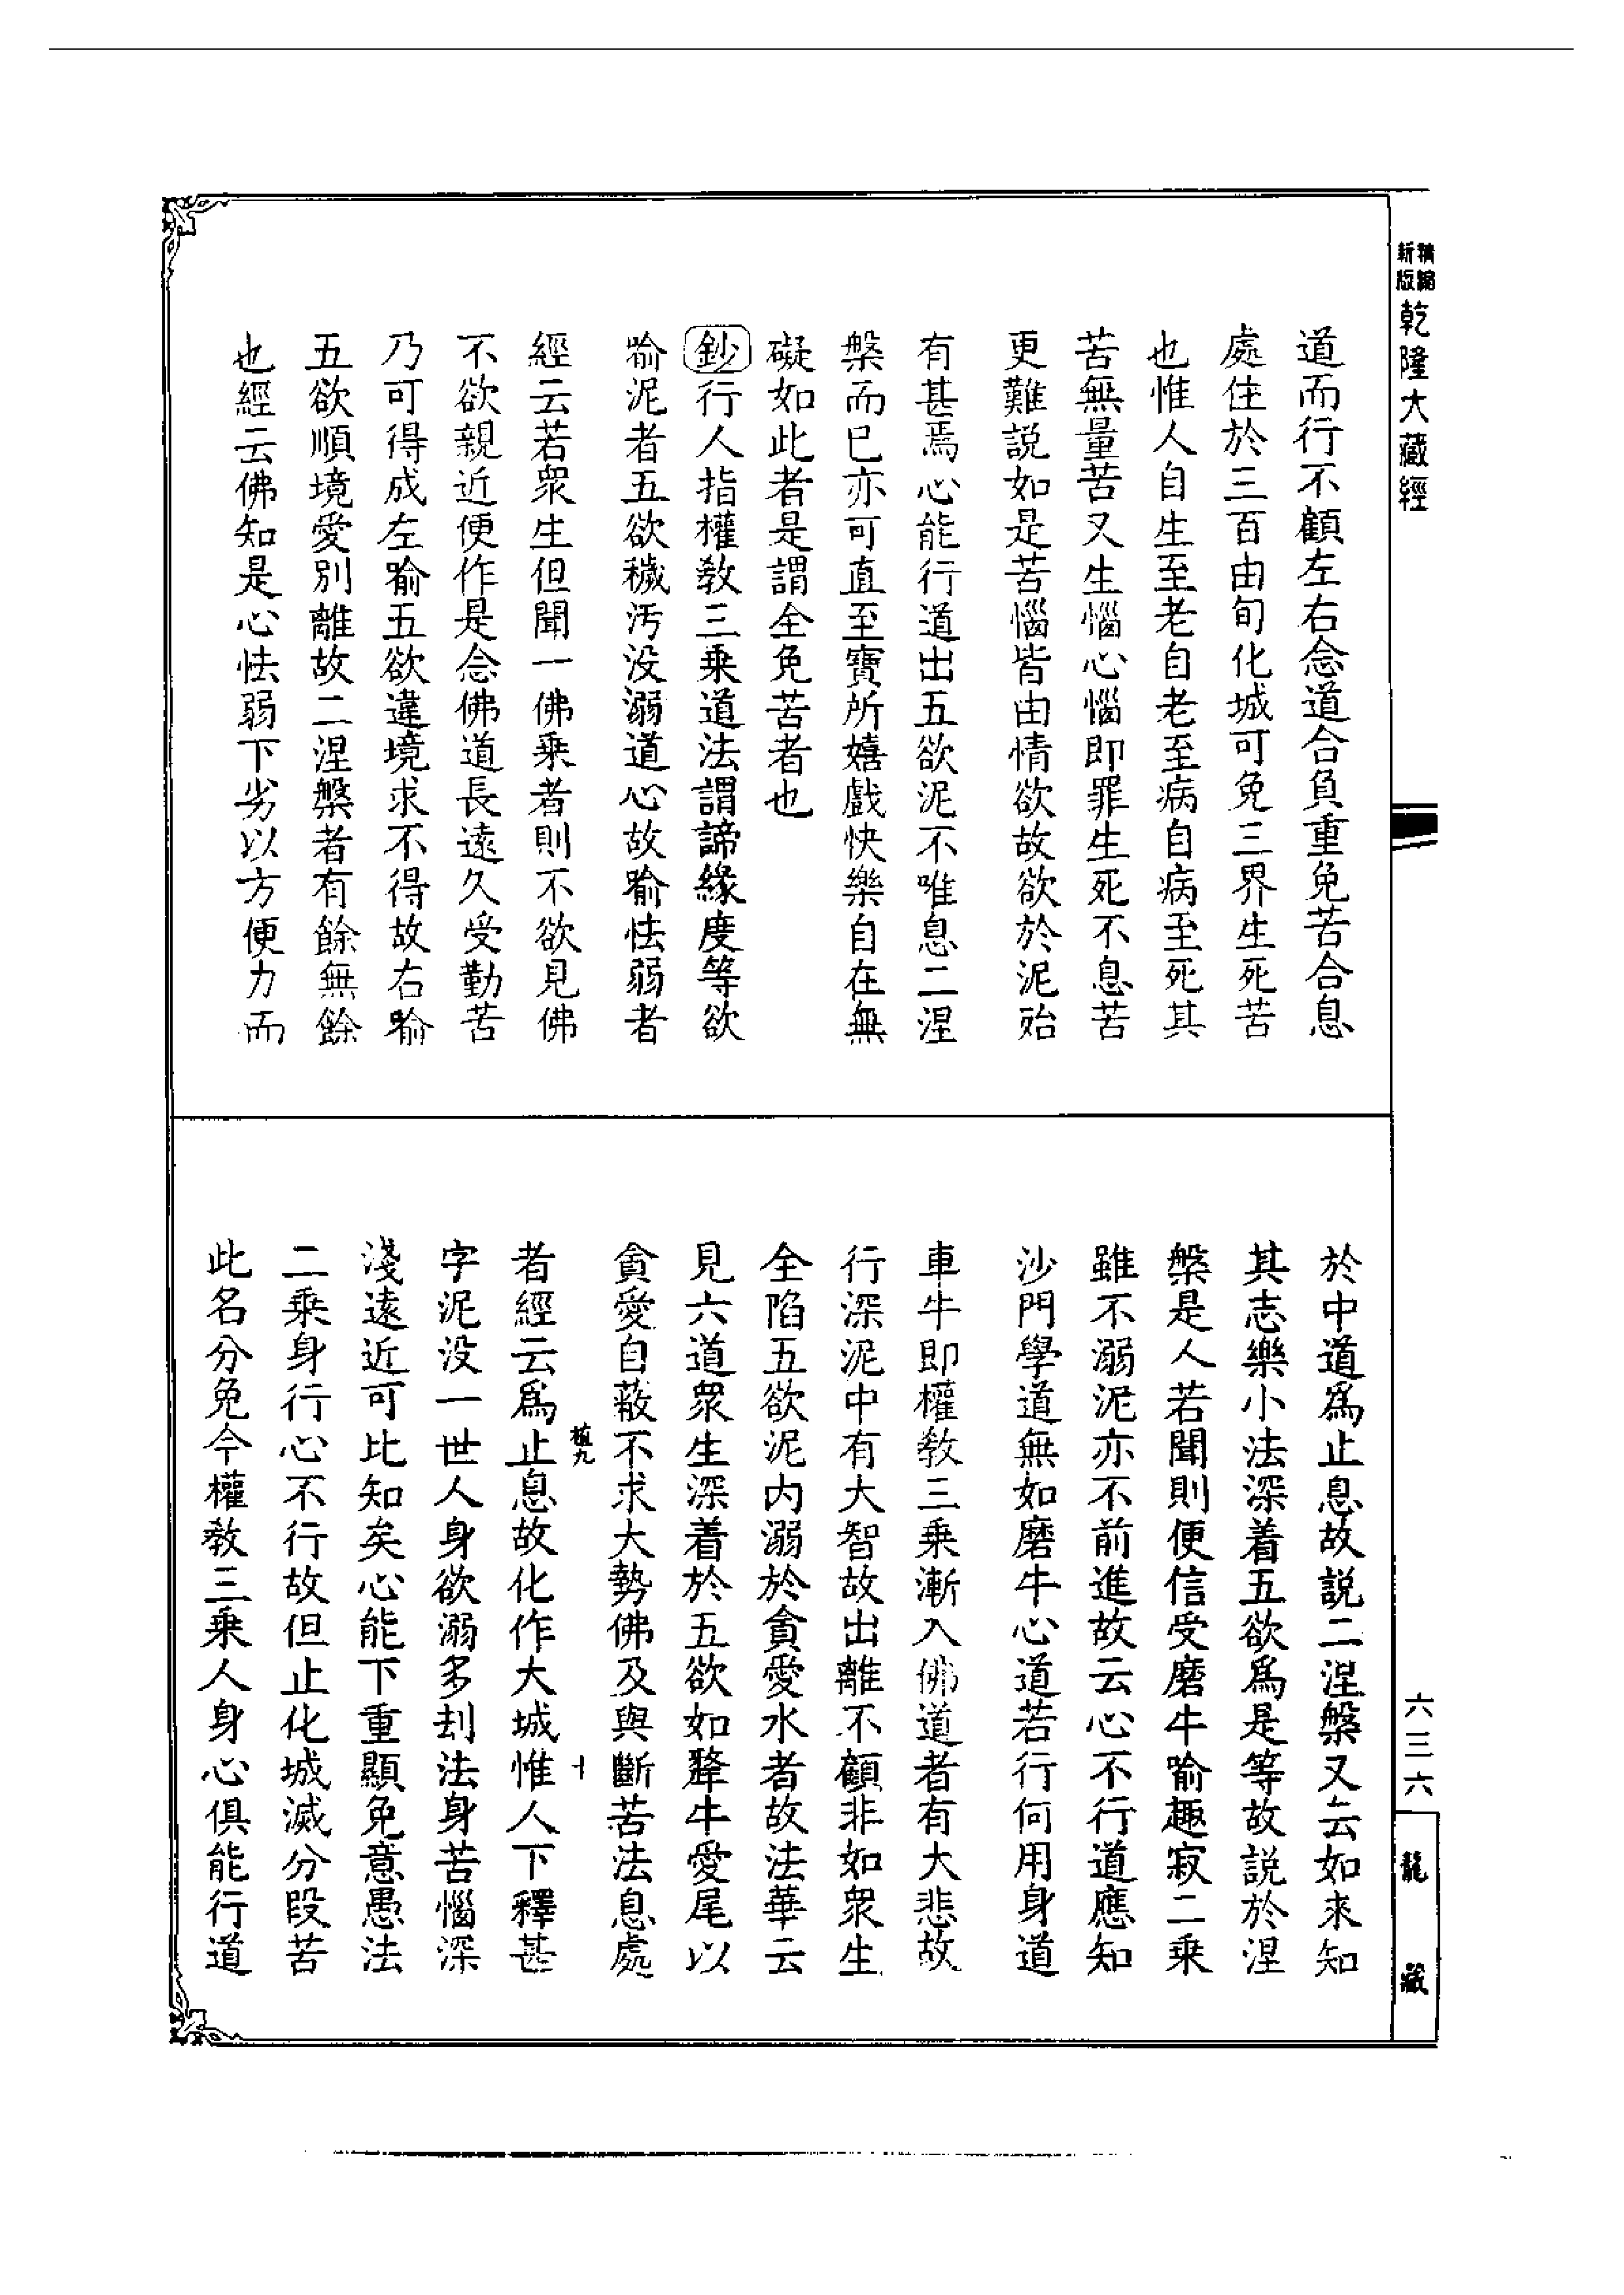 精縮
新版
乾隆大藏經
道而行不顧左右念道合負重免苦合息
處住於三百由旬化城可免三界生死苦
也惟人自生至老自老至病自病至死其
苦無量苦又生惱心惱即罪生死不息苦
更難説如是苦惱皆由情欲故欲於泥殆
有甚焉心能行道出五欲泥不唯息二涅
槃而已亦可直至寶所嬉戲快樂自在無
礙如此者是謂全免苦者也
鈔行人指權教三乘道法謂諦緣度等欲
喻泥者五欲穢汚没溺道心故喻怯弱者
經云若衆生但聞一佛乘者則不欲見佛
不欲親近便作是念佛道長遠久受勤苦
乃可得成左喻五欲違境求不得故右喻
五欲順境愛別離故二涅槃者有餘無餘
也經云佛知是心怯弱下劣以方便力而
於中道爲止息故説二涅槃又云如來知
其志樂小法深着五欲爲是等故説於涅
槃是人若聞則便信受磨牛喻趣寂二乘
雖不溺泥亦不前進故云心不行道應知
沙門學道無如磨牛心道若行何用身道
車牛即權教三乘漸入佛道者有大悲故
行深泥中有大智故出離不顧非如衆生
全陷五欲泥内溺於貪愛水者故法華云
見六道衆生深着於五欲如犛牛愛尾以
貪愛自蔽不求大勢佛及與斷苦法息處
植九
十
者經云爲止息故化作大城惟人下釋甚
字泥没一世人身欲溺多刦法身苦惱深
淺遠近可比知矣心能下重顯免意愚法
二乘身行心不行故但止化城滅分段苦
此名分免今權教三乘人身心俱能行道
六三六
龍藏